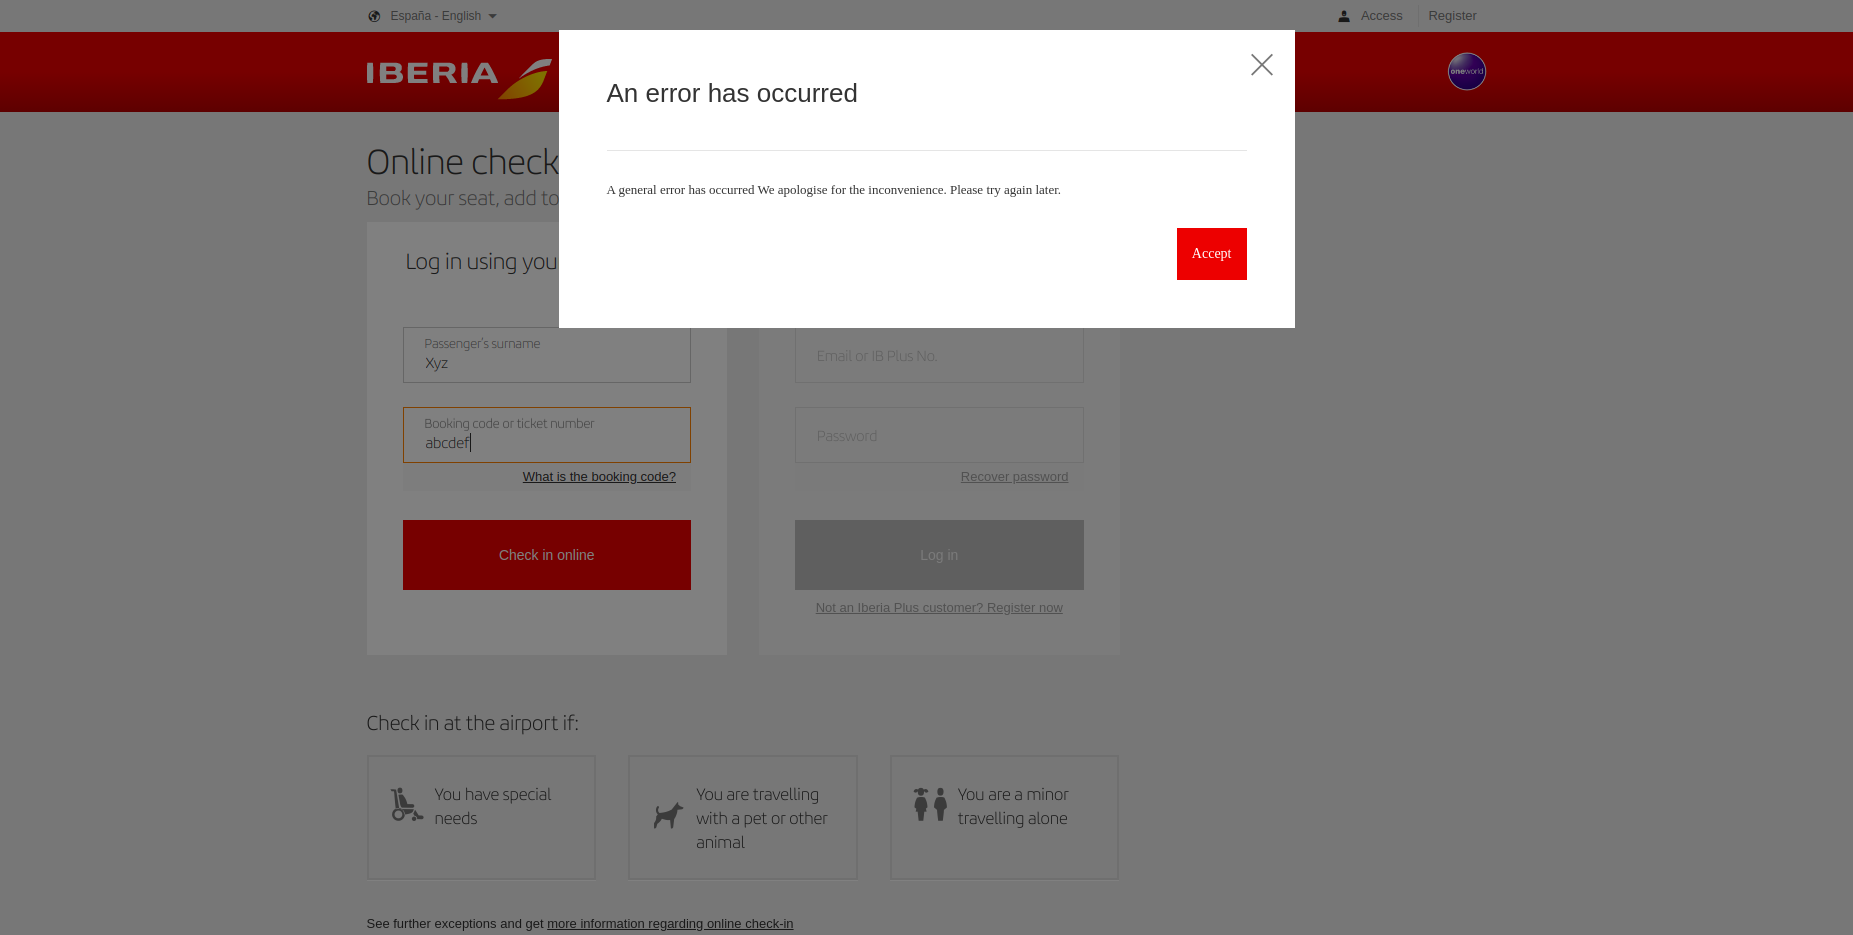 España - English
Access
Register
IBERIA
oneworld
An error has occurred
A general error has occurred We apologise for the inconvenience. Please try again later.
Accept
Online check
Book your seat, add to
Log in using you
Passenger's surname
Xyz
Booking code or ticket number
abcdef
What is the booking code?
Check in online
Email or IB Plus No.
Password
Recover password
Log in
Not an Iberia Plus customer? Register now
Check in at the airport if:
You have special
needs
You are travelling
with a pet or other
animal
You are a minor
travelling alone
See further exceptions and get more information regarding online check-in